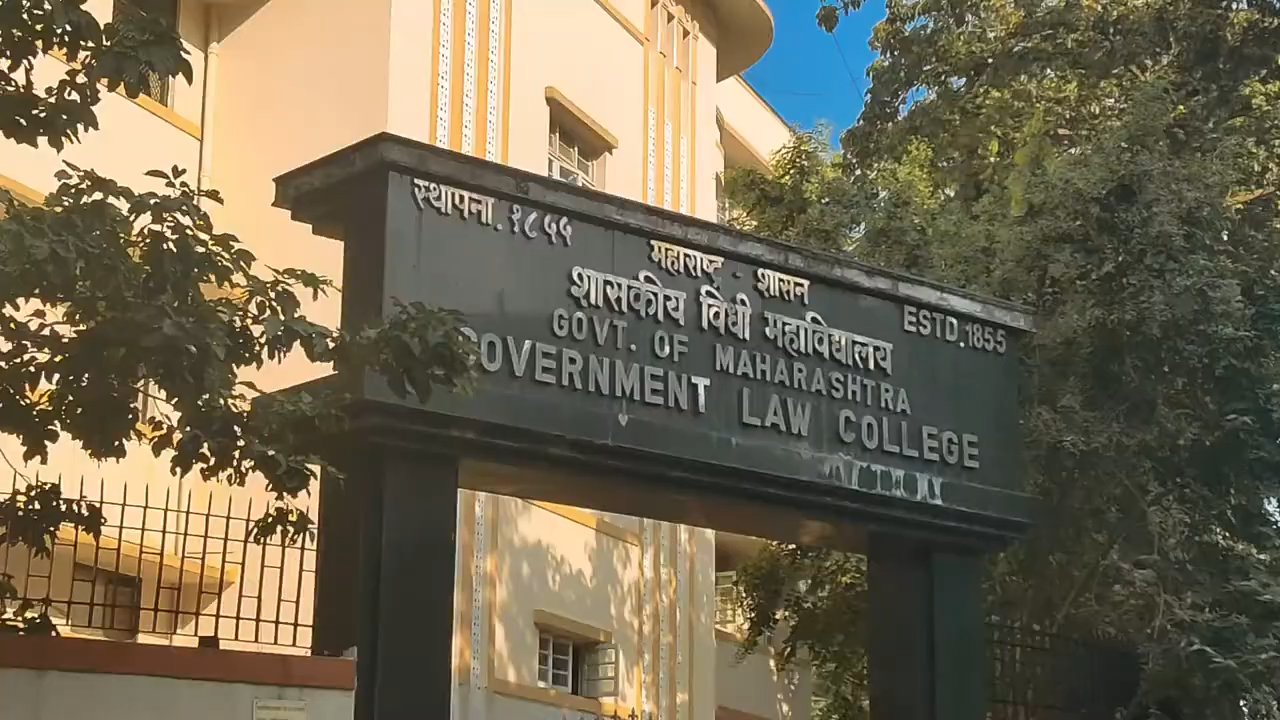 स्थापना. १८५५
महाराष्ट्र - शासन
शासकीय विधी महाविद्यालय
ESTD. 1855
GOVT. OF MAHARASHTRA
GOVERNMENT LAW COLLEGE